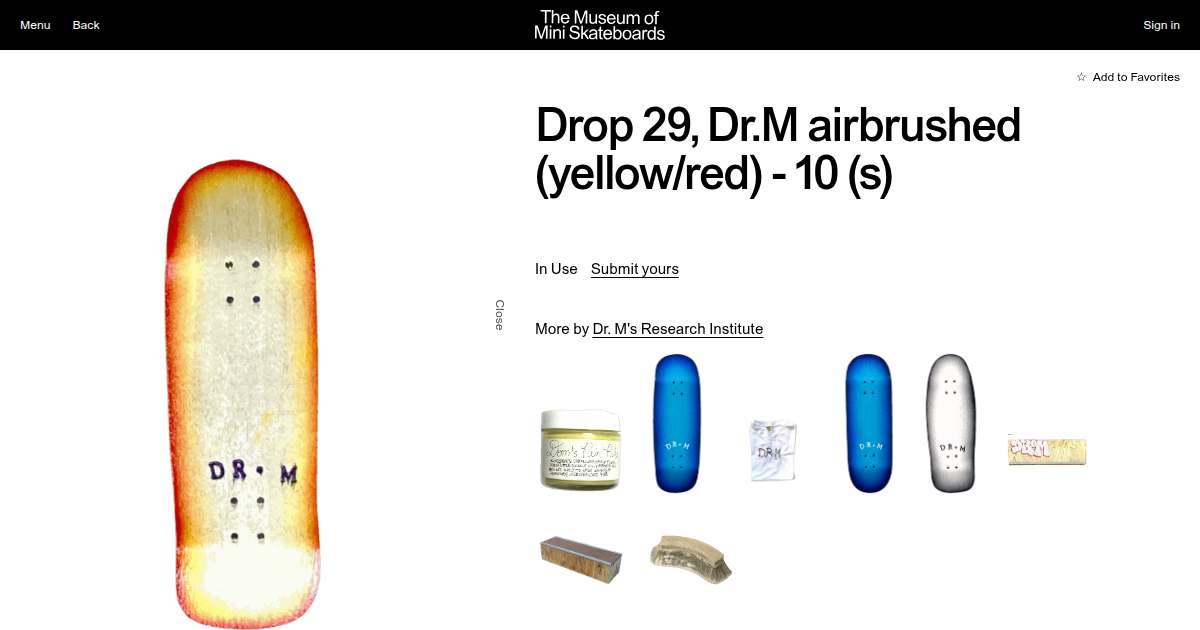 Menu
Back
The Museum of
Mini Skateboards
Sign in
☆ Add to Favorites
Drop 29, Dr.M airbrushed
(yellow/red) - 10 (s)
In Use
Submit yours
Close
More by Dr. M's Research Institute
DR • M
DR • M
DR M
DR • M
DR • M